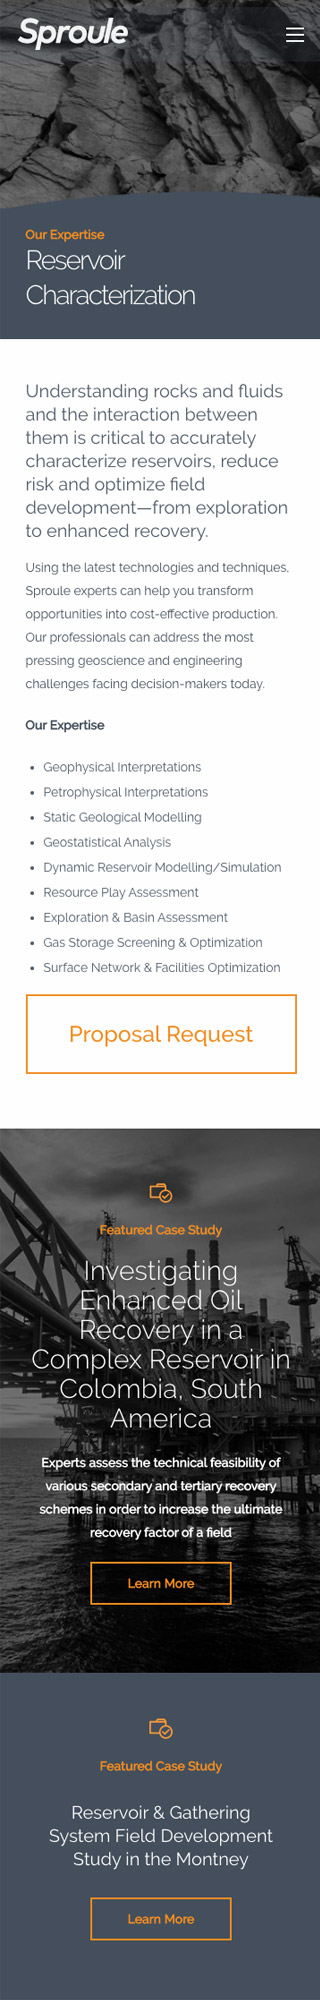 Sproule
Our Expertise
Reservoir
Characterization
Understanding rocks and fluids
and the interaction between
them is critical to accurately
characterize reservoirs, reduce
risk and optimize field
development—from exploration
to enhanced recovery.
Using the latest technologies and techniques,
Sproule experts can help you transform
opportunities into cost-effective production.
Our professionals can address the most
pressing geoscience and engineering
challenges facing decision-makers today.
Our Expertise
• Geophysical Interpretations
• Petrophysical Interpretations
• Static Geological Modelling
• Geostatistical Analysis
• Dynamic Reservoir Modelling/Simulation
• Resource Play Assessment
• Exploration & Basin Assessment
• Gas Storage Screening & Optimization
• Surface Network & Facilities Optimization
Proposal Request
Featured Case Study
Investigating
Enhanced Oil
Recovery in a
Complex Reservoir in
Colombia, South
America
Experts assess the technical feasibility of
various secondary and tertiary recovery
schemes in order to increase the ultimate
recovery factor of a field
Learn More
Featured Case Study
Reservoir & Gathering
System Field Development
Study in the Montney
Learn More